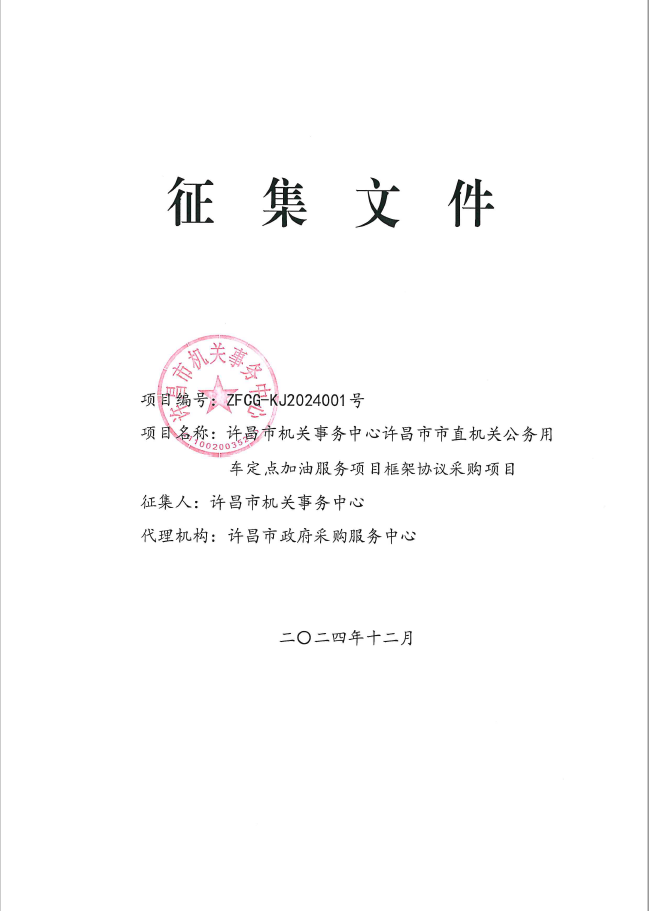 征集文件
许昌市机关事务中心
项目编号：ZFCG-KJ2024001号
项目名称：许昌市机关事务中心许昌市市直机关公务用
车定点加油服务项目框架协议采购项目
征集人：许昌市机关事务中心
代理机构：许昌市政府采购服务中心
二〇二四年十二月